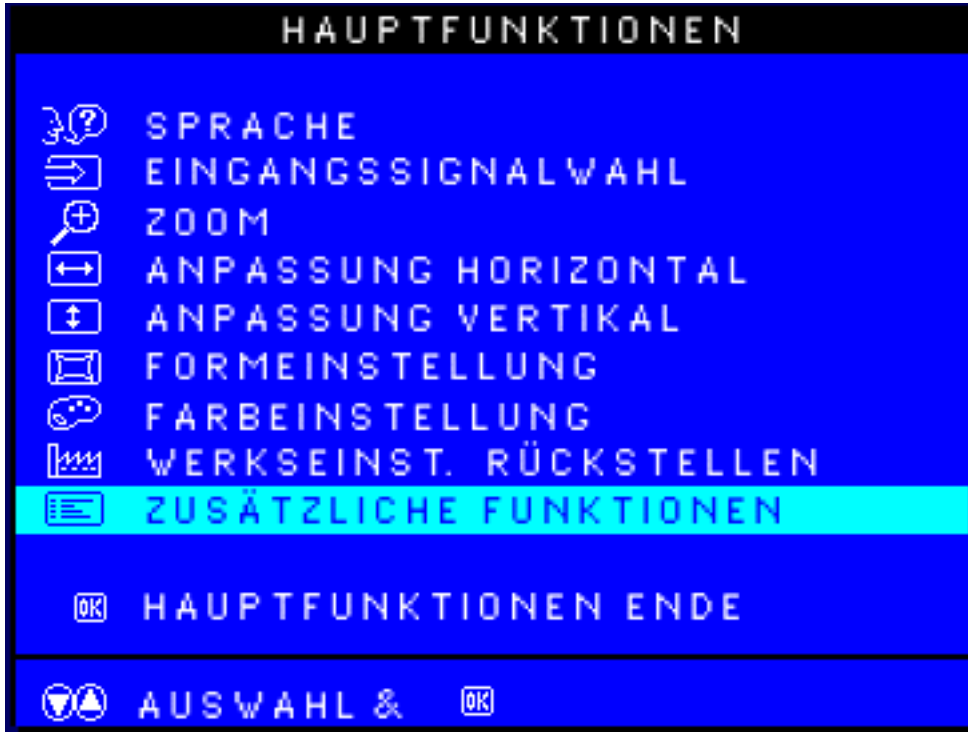 HAUPTFUNKTIONEN
SPRACHE
EINGANGSSIGNALWAHL
ZOOM
ANPASSUNG HORIZONTAL
ANPASSUNG VERTIKAL
FORMEINSTELLUNG
FARBEINSTELLUNG
WERKSEINST. RÜCKSTELLEN
ZUSÄTZLICHE FUNKTIONEN
OK HAUPTFUNKTIONEN ENDE
AUSWAHL & OK